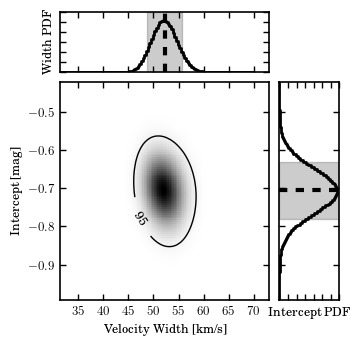 Width PDF
−0.5
−0.6
−0.7
−0.8
−0.9
Intercept [mag]
95
35 40 45 50 55 60 65 70
Velocity Width [km/s]
Intercept PDF